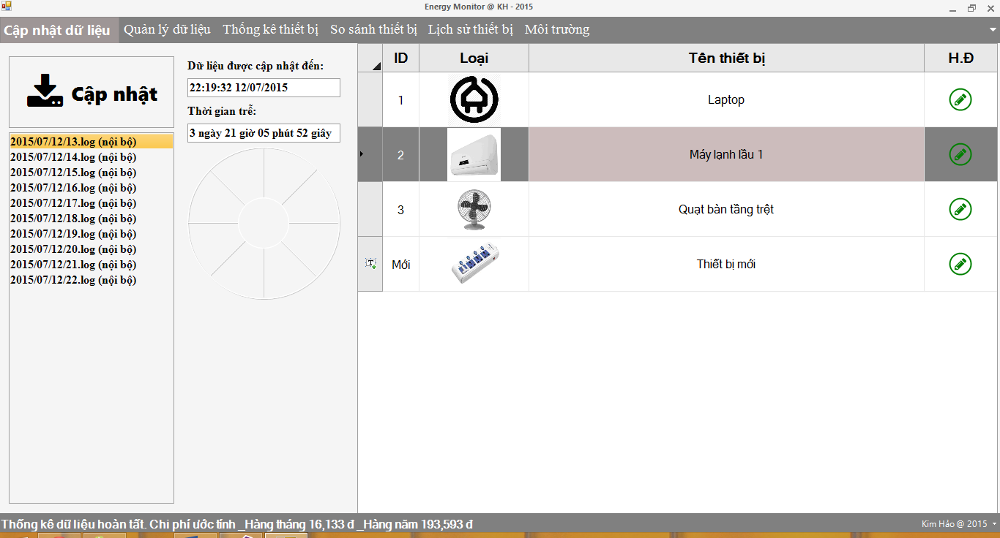 Energy Monitor @ KH - 2015
Cập nhật dữ liệu Quản lý dữ liệu Thống kê thiết bị So sánh thiết bị Lịch sử thiết bị Môi trường
Cập nhật
2015/07/12/13.log (nội bộ)
2015/07/12/14.log (nội bộ)
2015/07/12/15.log (nội bộ)
2015/07/12/16.log (nội bộ)
2015/07/12/17.log (nội bộ)
2015/07/12/18.log (nội bộ)
2015/07/12/19.log (nội bộ)
2015/07/12/20.log (nội bộ)
2015/07/12/21.log (nội bộ)
2015/07/12/22.log (nội bộ)
Dữ liệu được cập nhật đến:
22:19:32 12/07/2015
Thời gian trễ:
3 ngày 21 giờ 05 phút 52 giây
ID Loại Tên thiết bị H.Đ
1 Laptop
2 Máy lạnh lầu 1
3 Quạt bàn tầng trệt
Mới Thiết bị mới
Thống kê dữ liệu hoàn tất. Chi phí ước tính _Hàng tháng 16,133 đ _Hàng năm 193,593 đ
Kim Hảo @ 2015